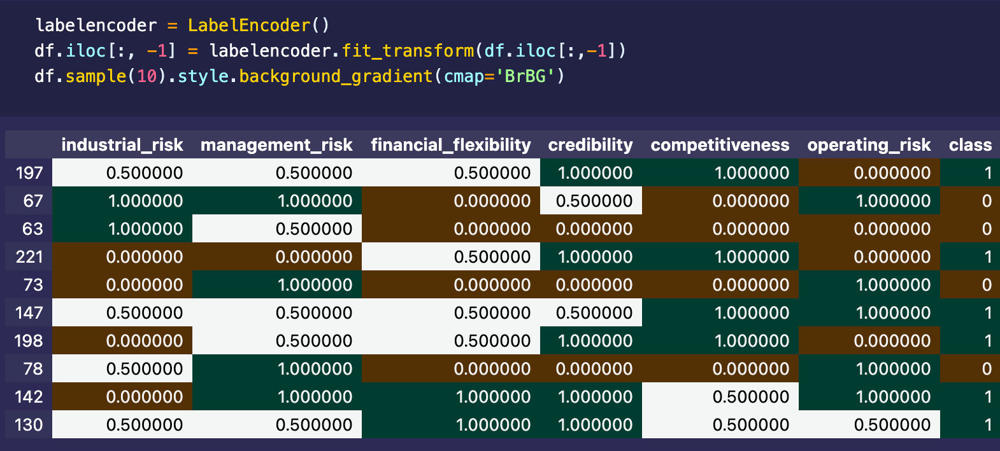 labelencoder = LabelEncoder()
df.iloc[:, -1] = labelencoder.fit_transform(df.iloc[:,-1])
df.sample(10).style.background_gradient(cmap='BrBG')
industrial_risk management_risk financial_flexibility credibility competitiveness operating_risk class
197 0.500000 0.500000 0.500000 1.000000 1.000000 0.000000 1
67 1.000000 1.000000 0.000000 0.500000 0.000000 1.000000 0
63 1.000000 0.500000 0.000000 0.000000 0.000000 0.000000 0
221 0.000000 0.000000 0.500000 1.000000 1.000000 0.000000 1
73 0.000000 1.000000 0.000000 0.000000 0.000000 1.000000 0
147 0.500000 0.500000 0.500000 0.500000 1.000000 1.000000 1
198 0.000000 0.500000 0.500000 1.000000 1.000000 0.000000 1
78 0.500000 1.000000 0.000000 0.000000 0.000000 1.000000 0
142 0.000000 1.000000 1.000000 1.000000 0.500000 1.000000 1
130 0.500000 0.500000 1.000000 1.000000 0.500000 0.500000 1